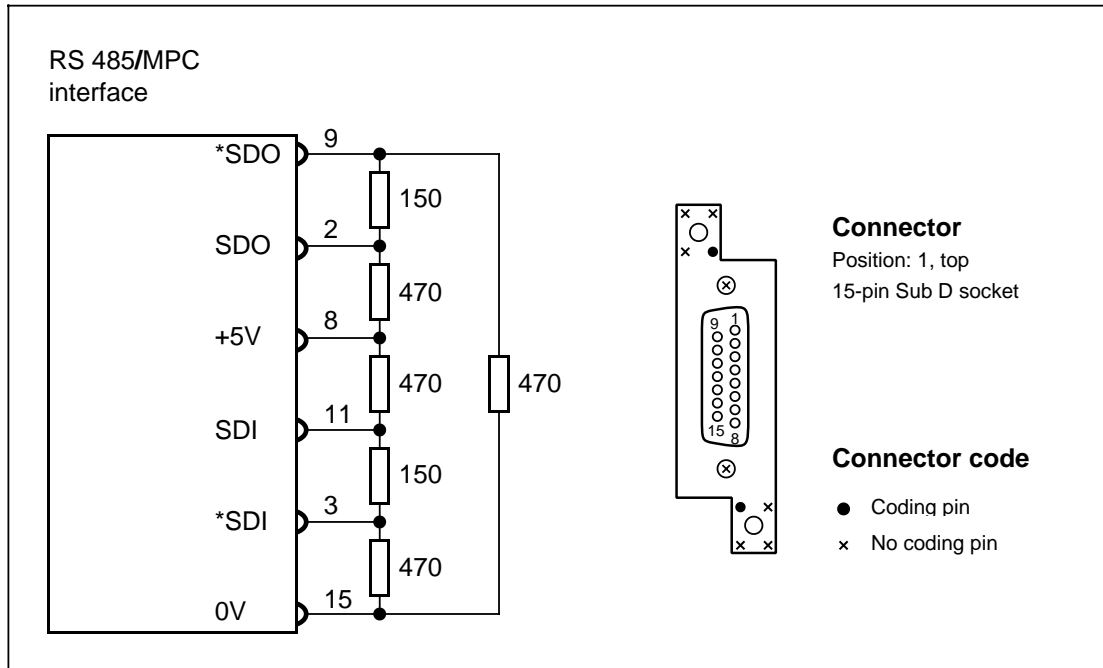 RS 485/MPC
interface
*SDO
9
150
SDO
2
470
+5V
8
470
470
SDI
11
150
*SDI
3
470
0V
15
9 1
15 8
Connector
Position: 1, top
15-pin Sub D socket
Connector code
Coding pin
No coding pin